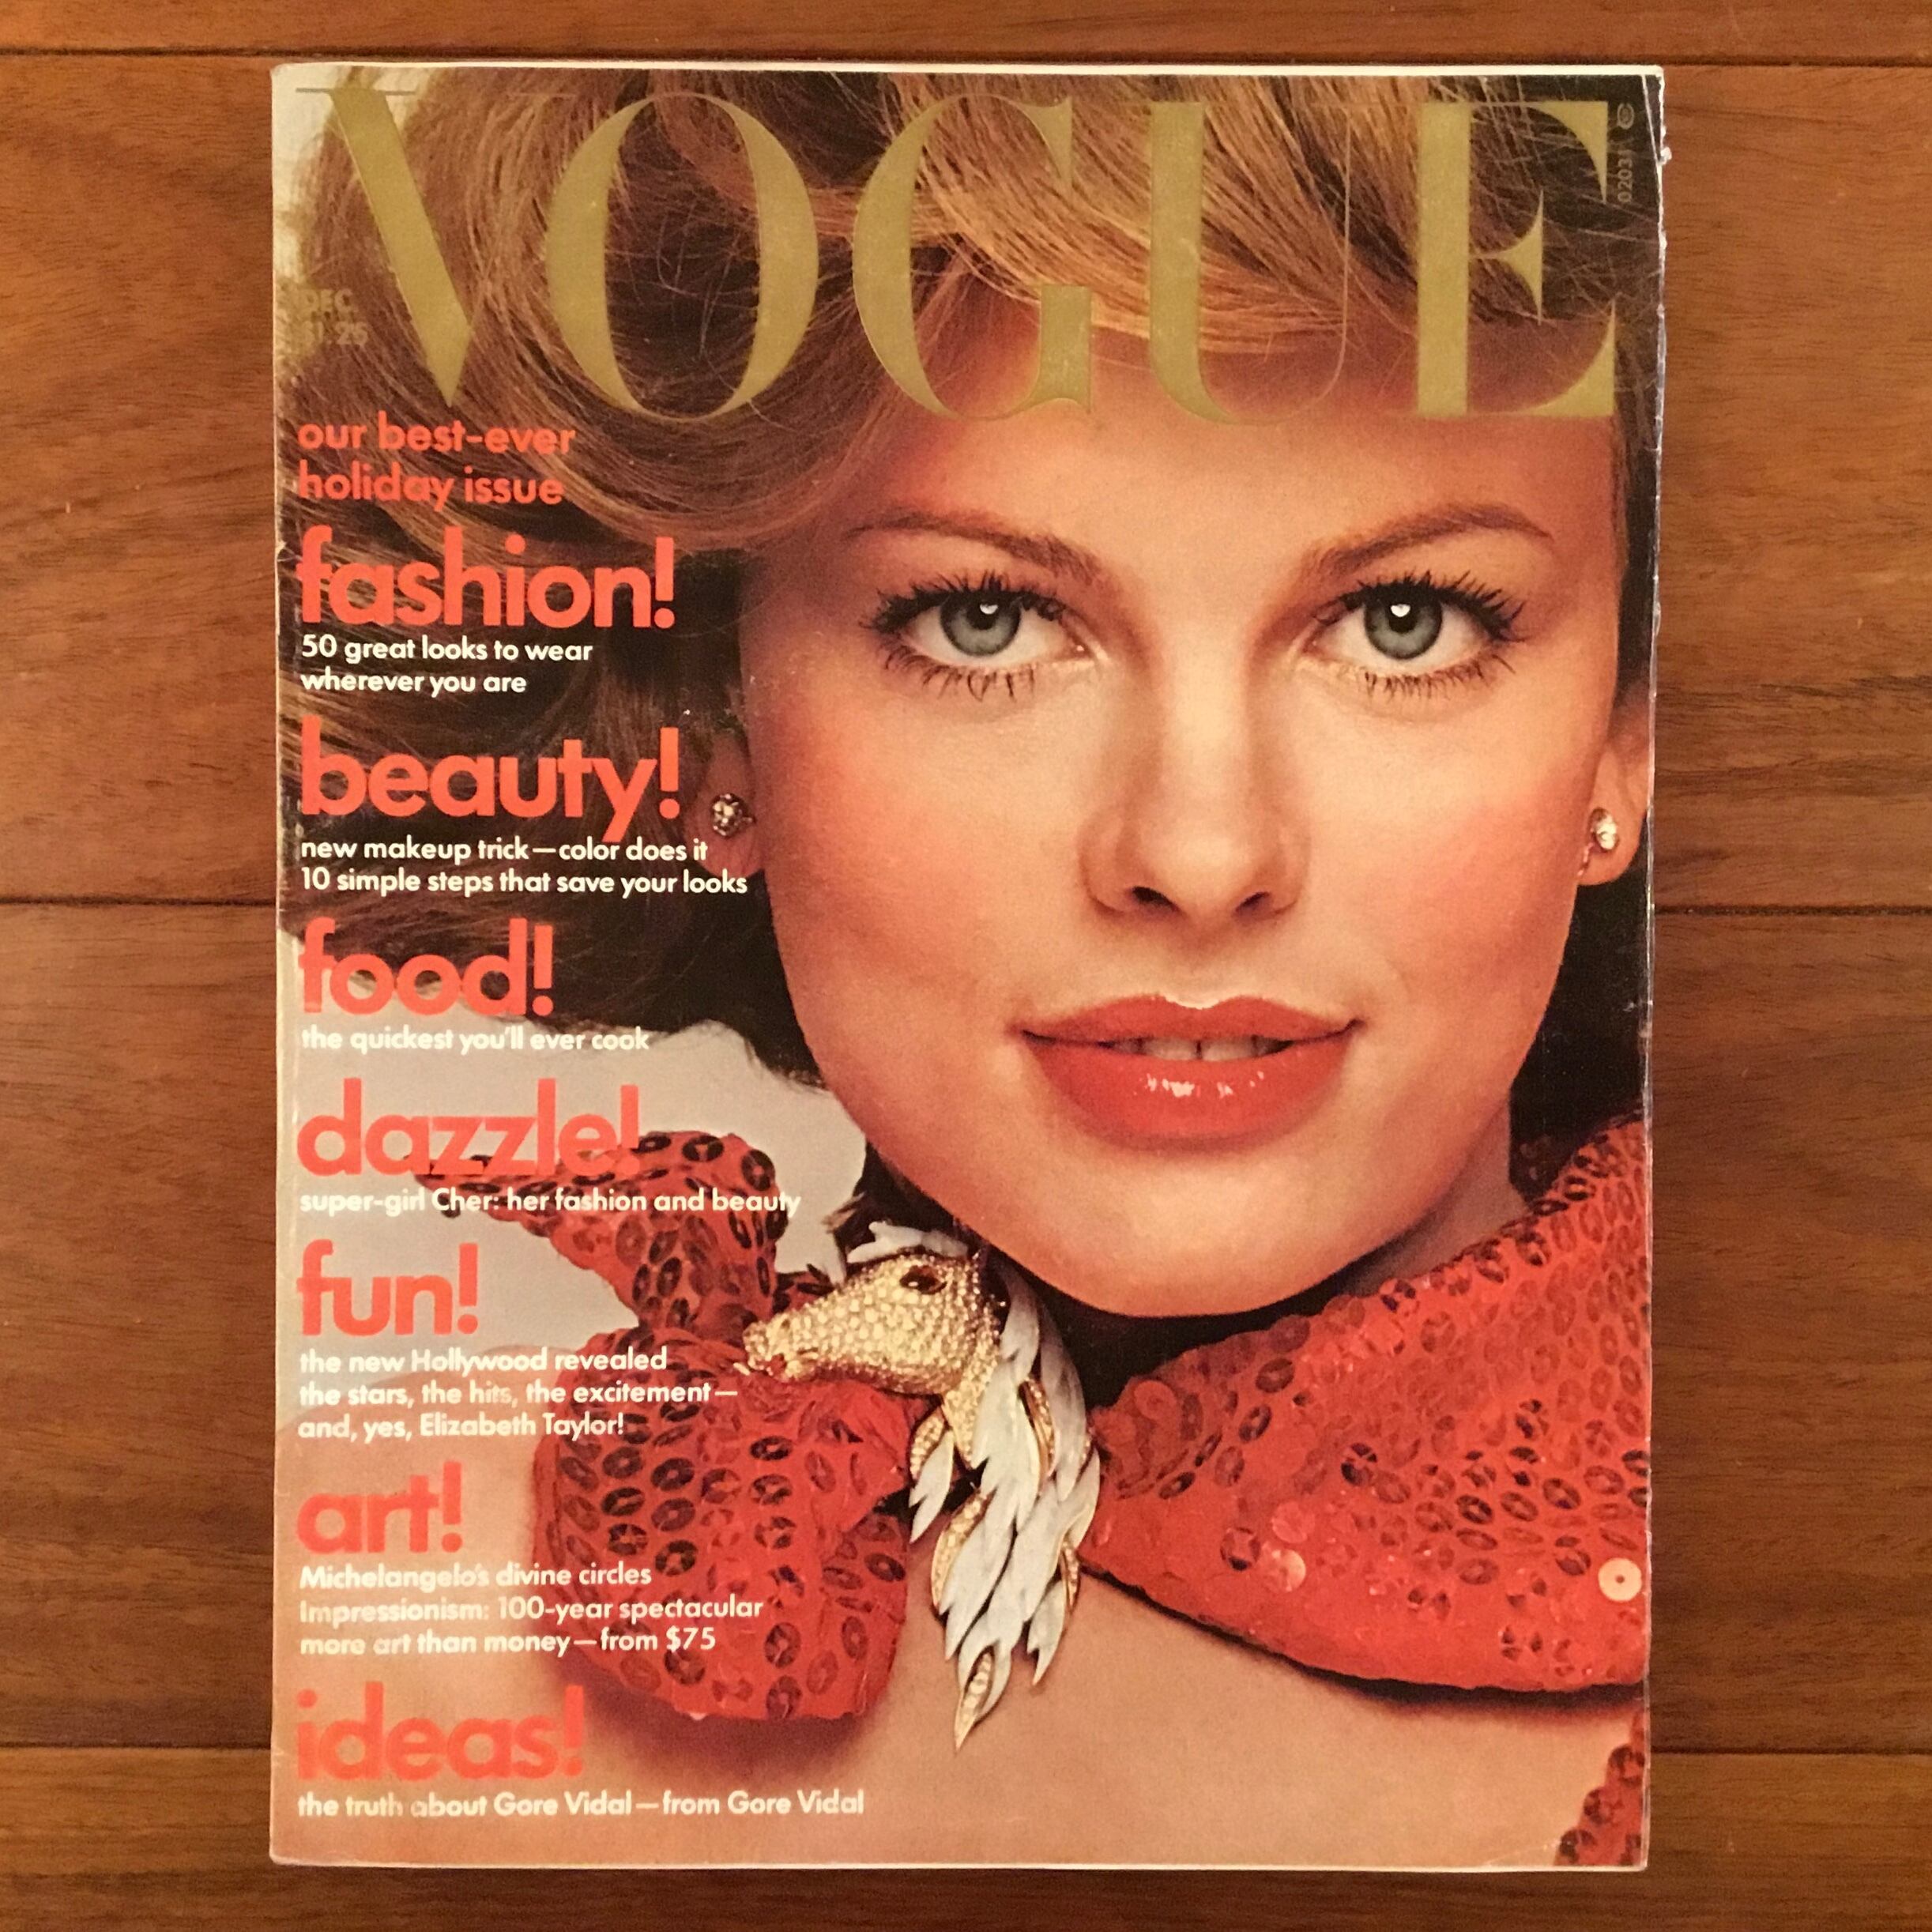 VOGUE
DEC
$1.25
our best-ever
holiday issue
fashion!
50 great looks to wear
wherever you are
beauty!
new makeup trick—color does it
10 simple steps that save your looks
food!
the quickest you'll ever cook
dazzle!
super-girl Cher: her fashion and beauty
fun!
the new Hollywood revealed
the stars, the hits, the excitement—
and, yes, Elizabeth Taylor!
art!
Michelangelo's divine circles
Impressionism: 100-year spectacular
more art than money—from $75
ideas!
the truth about Gore Vidal—from Gore Vidal